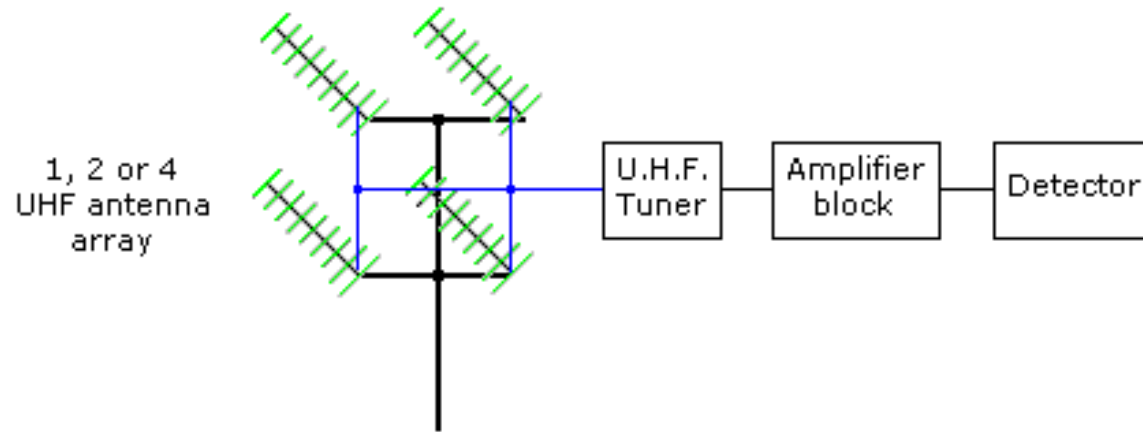 1, 2 or 4
UHF antenna
array
U.H.F.
Tuner
Amplifier
block
Detector